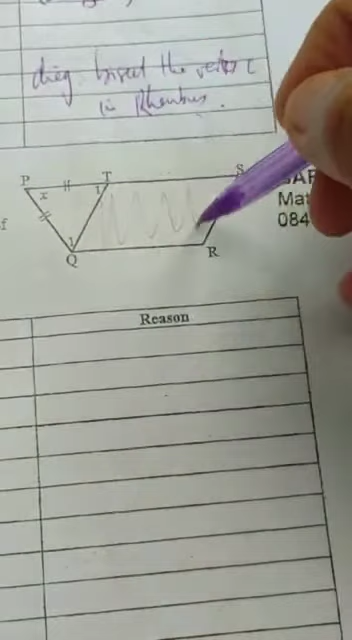 diag bisect the vertex
in Rhombus.
P T S
x 1
f
1
Q R
Mat
084
Reason